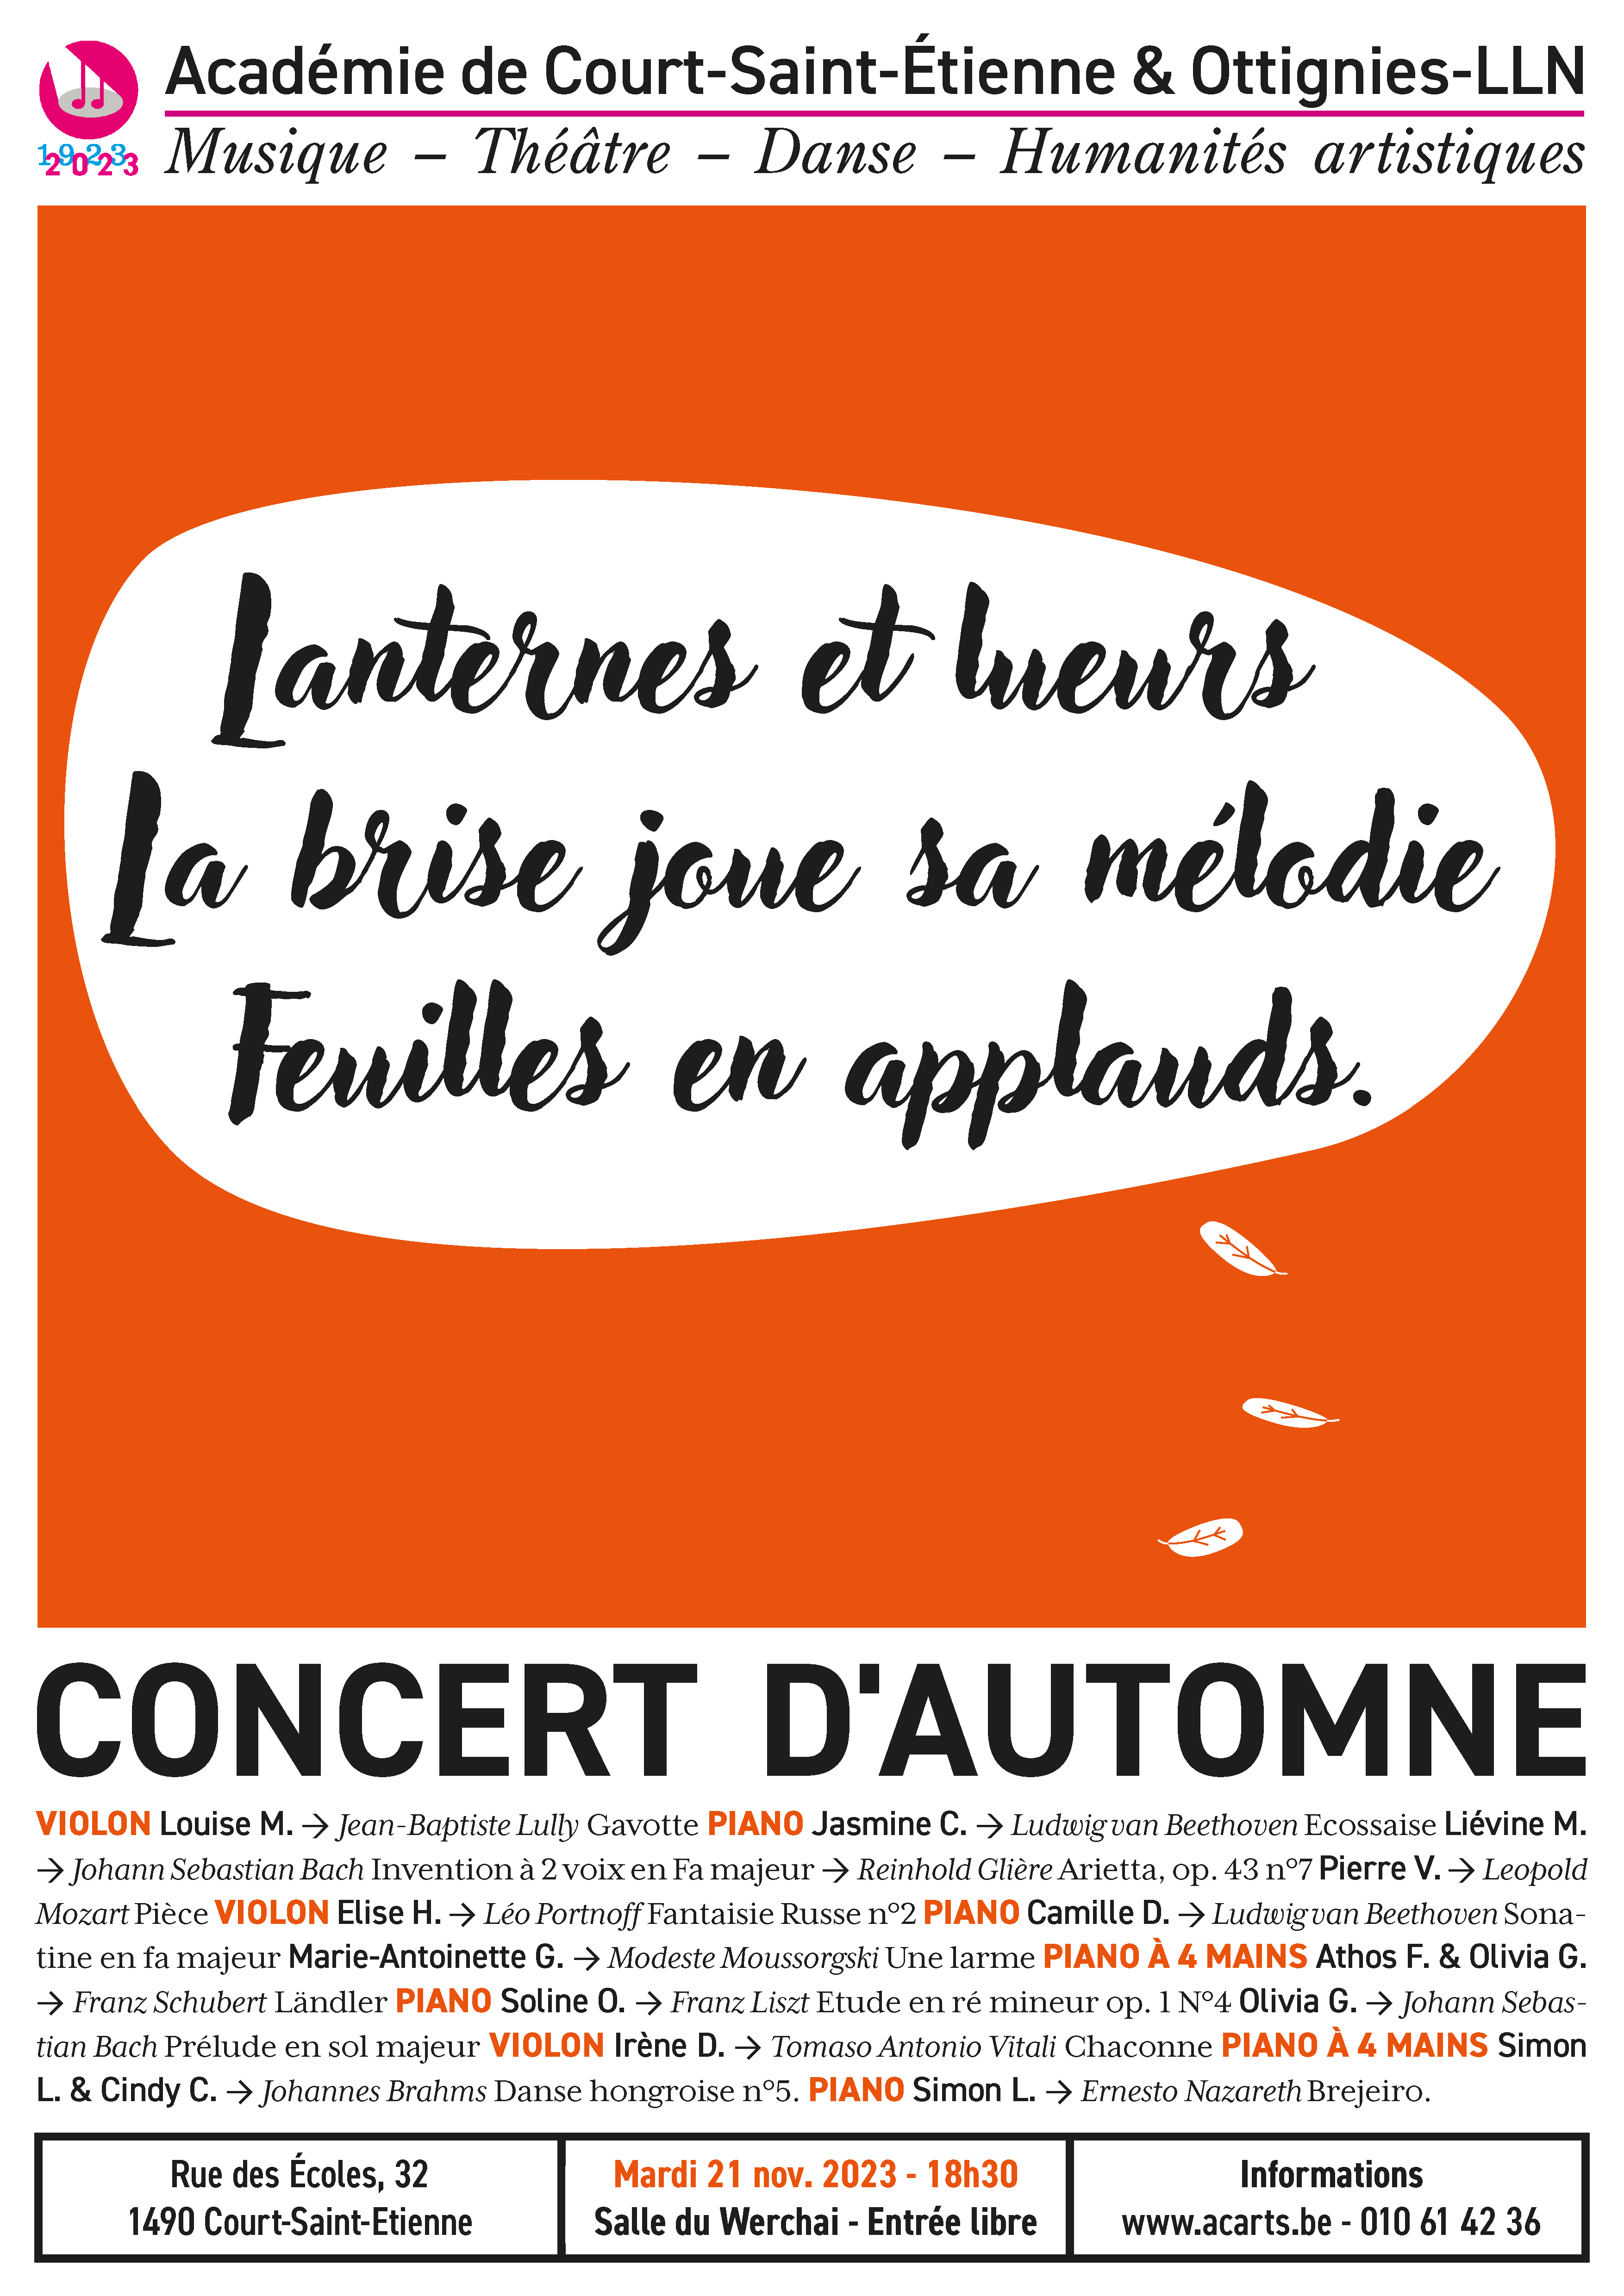 Académie de Court-Saint-Étienne & Ottignies-LLN
1923
2023
Musique – Théâtre – Danse – Humanités artistiques
Lanternes et lueurs
La brise joue sa mélodie
Feuilles en applauds.
CONCERT D'AUTOMNE
VIOLON Louise M. → Jean-Baptiste Lully Gavotte PIANO Jasmine C. → Ludwig van Beethoven Ecossaise Liévine M.
→ Johann Sebastian Bach Invention à 2 voix en Fa majeur → Reinhold Glière Arietta, op. 43 n°7 Pierre V. → Leopold
Mozart Pièce VIOLON Elise H. → Léo Portnoff Fantaisie Russe n°2 PIANO Camille D. → Ludwig van Beethoven Sona-
tine en fa majeur Marie-Antoinette G. → Modeste Moussorgski Une larme PIANO À 4 MAINS Athos F. & Olivia G.
→ Franz Schubert Ländler PIANO Soline O. → Franz Liszt Etude en ré mineur op. 1 N°4 Olivia G. → Johann Sebas-
tian Bach Prélude en sol majeur VIOLON Irène D. → Tomaso Antonio Vitali Chaconne PIANO À 4 MAINS Simon
L. & Cindy C. → Johannes Brahms Danse hongroise n°5. PIANO Simon L. → Ernesto Nazareth Brejeiro.
Rue des Écoles, 32
1490 Court-Saint-Etienne
Mardi 21 nov. 2023 - 18h30
Salle du Werchai - Entrée libre
Informations
www.acarts.be - 010 61 42 36